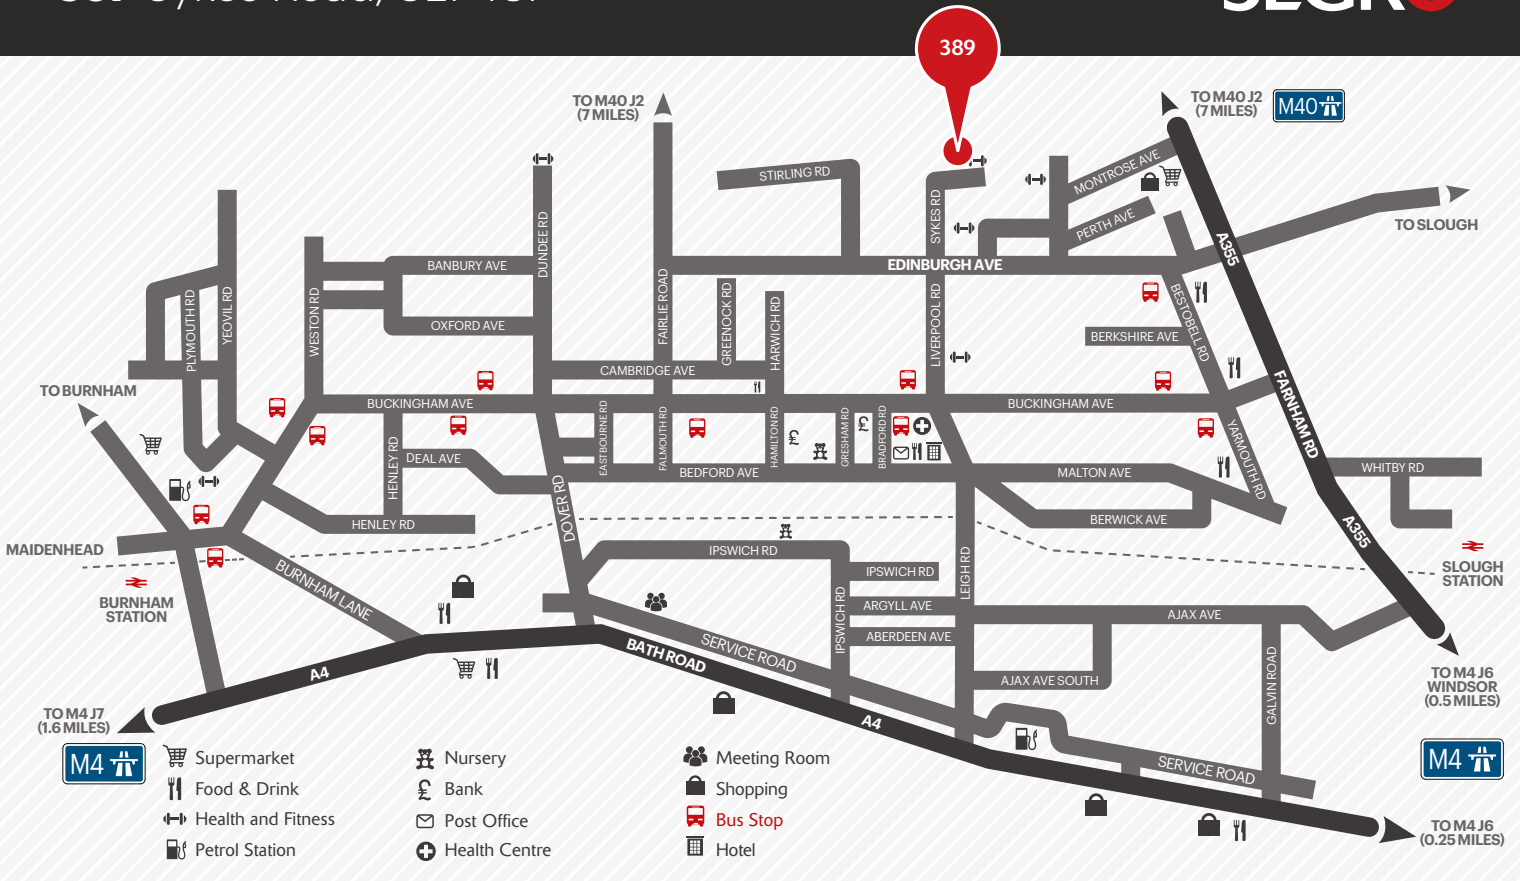 SEGRO
389
TO M40 J2
(7 MILES)
TO M40 J2
(7 MILES)
M40
STIRLING RD
MONTROSE AVE
PERTH AVE
SYKES RD
TO SLOUGH
A355
DUNDEE RD
BANBURY AVE
EDINBURGH AVE
PLYMOUTH RD
YEOVIL RD
WESTON RD
OXFORD AVE
FAIRLIE ROAD
GREENOCK RD
HARWICH RD
LIVERPOOL RD
BESTOBELL RD
BERKSHIRE AVE
CAMBRIDGE AVE
TO BURNHAM
BUCKINGHAM AVE
BUCKINGHAM AVE
FARNHAM RD
HENLEY RD
DEAL AVE
EASTBOURNE RD
FALMOUTH RD
HAMILTON RD
GRESHAM RD
BRADFORD RD
YARMOUTH RD
BEDFORD AVE
MALTON AVE
WHITBY RD
HENLEY RD
DOVER RD
BERWICK AVE
A355
MAIDENHEAD
IPSWICH RD
IPSWICH RD
LEIGH RD
SLOUGH
STATION
BURNHAM
STATION
BURNHAM LANE
IPSWICH RD
ARGYLL AVE
AJAX AVE
ABERDEEN AVE
SERVICE ROAD
BATH ROAD
A4
AJAX AVE SOUTH
GALVIN ROAD
TO M4 J6
WINDSOR
(0.5 MILES)
TO M4 J7
(1.6 MILES)
A4
M4
M4
SERVICE ROAD
TO M4 J6
(0.25 MILES)
Supermarket
Food & Drink
Health and Fitness
Petrol Station
Nursery
Bank
Post Office
Health Centre
Meeting Room
Shopping
Bus Stop
Hotel